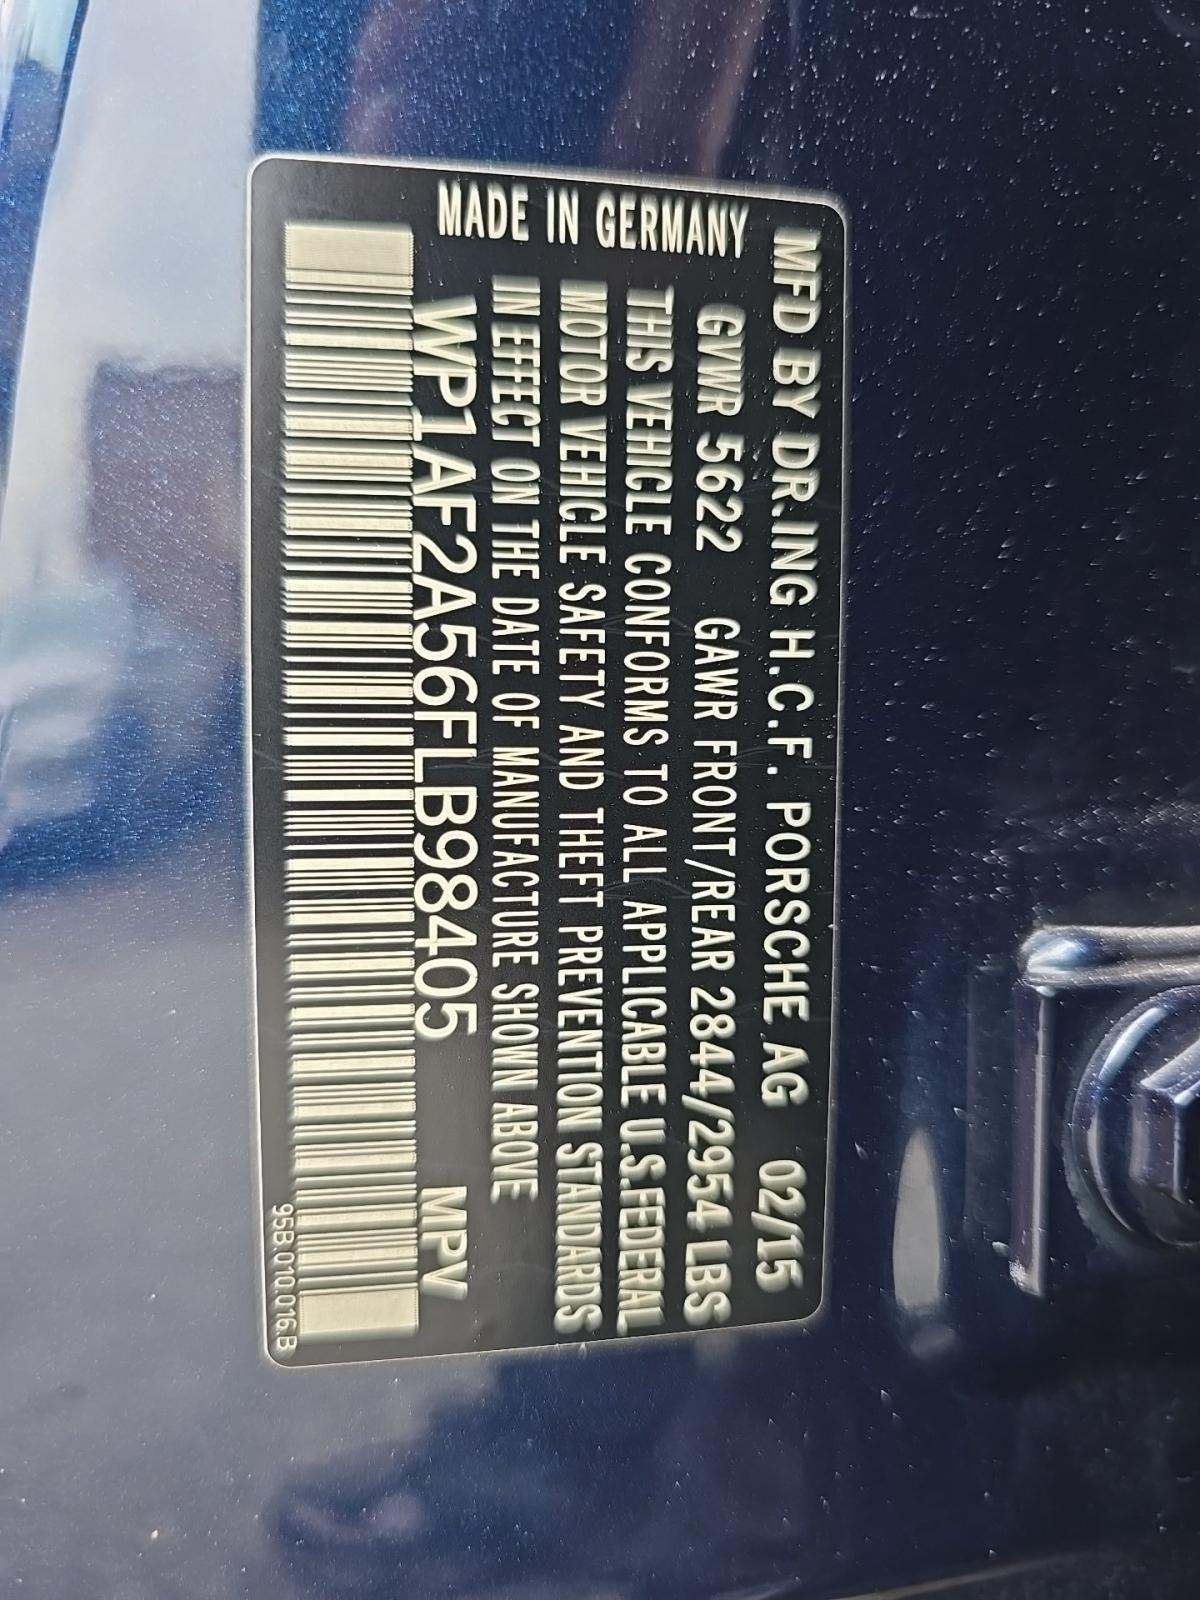 MFD BY DR.ING H.C.F. PORSCHE AG 02/15
GVWR 5622 GAWR FRONT/REAR 2844/2954 LBS
THIS VEHICLE CONFORMS TO ALL APPLICABLE U.S.FEDERAL
MOTOR VEHICLE SAFETY AND THEFT PREVENTION STANDARDS
IN EFFECT ON THE DATE OF MANUFACTURE SHOWN ABOVE
MADE IN GERMANY
WP1AF2A56FLB98405 MPV
95B.010.016.B